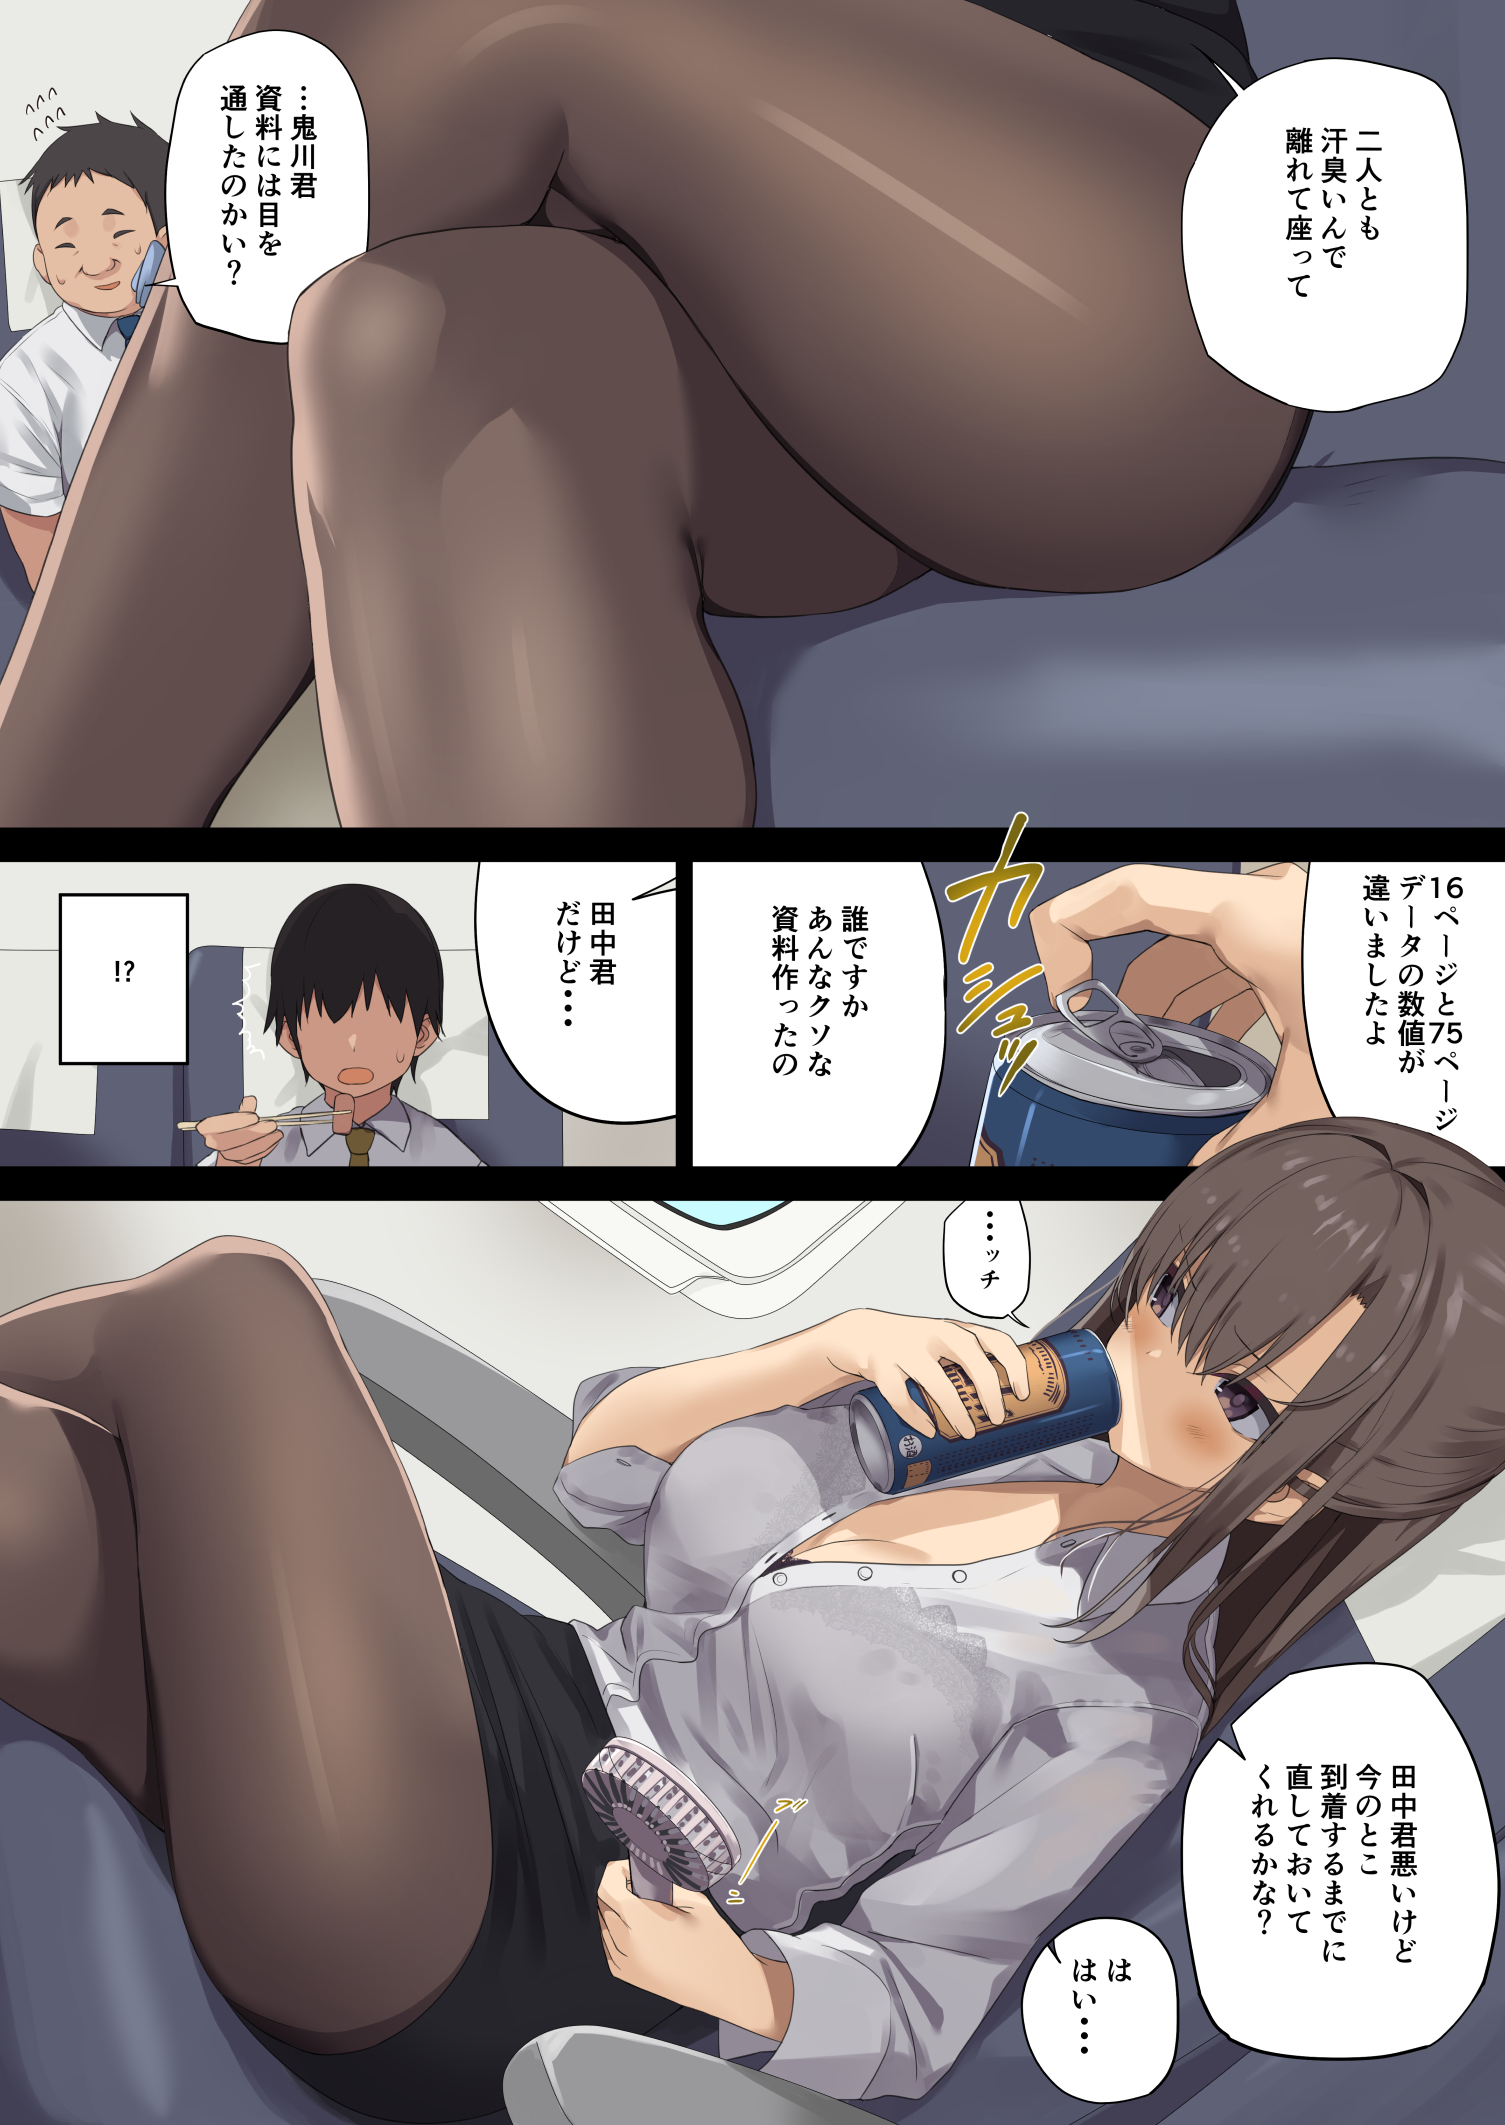 二人とも
汗臭いんで
離れて座って
…鬼川君
資料には目を
通したのかい？
16ページと75ページ
データの数値が
違いましたよ
カシュッ
誰ですか
あんなクソな
資料作ったの
田中君
だけど・・・
!?
・・・ッチ
お酒
ブーン
田中君悪いけど
今のとこ
到着するまでに
直しておいて
くれるかな？
は
はい・・・